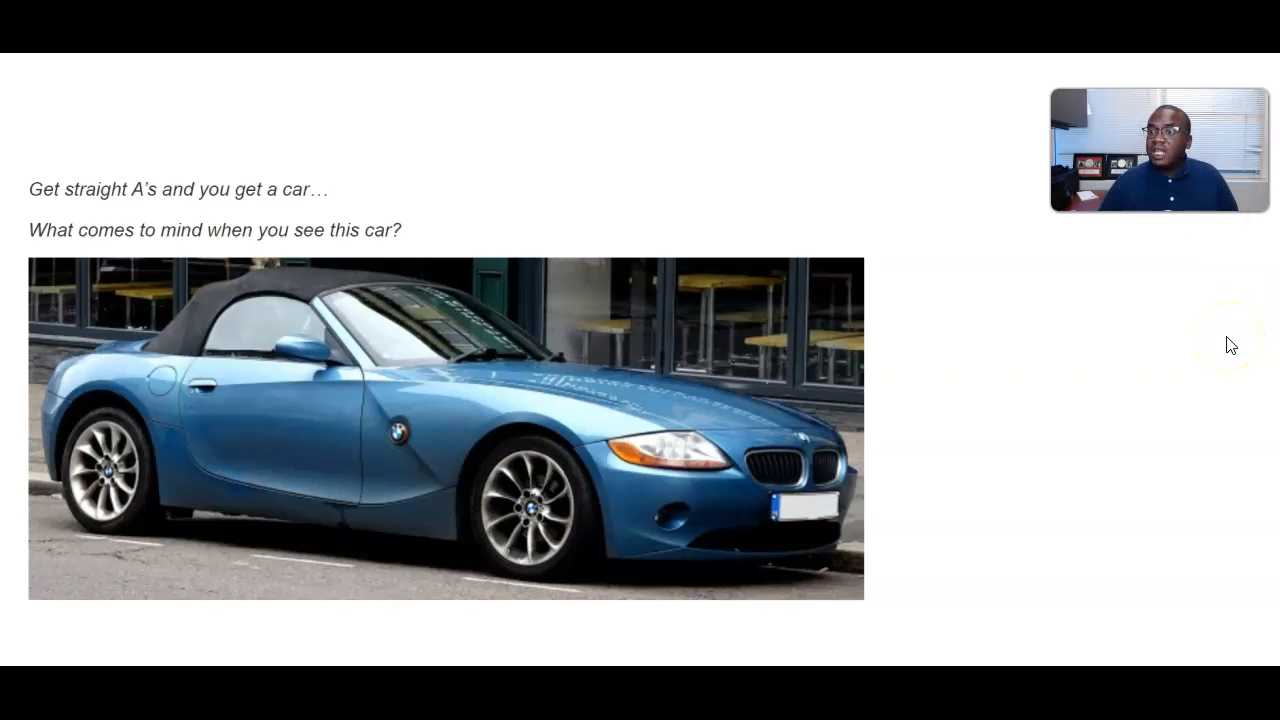 Get straight A's and you get a car…
What comes to mind when you see this car?